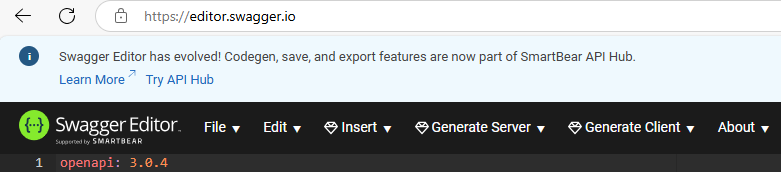 https://editor.swagger.io
Swagger Editor has evolved! Codegen, save, and export features are now part of SmartBear API Hub.
Learn More Try API Hub
Swagger Editor. File Edit Insert Generate Server Generate Client About
Supported by SMARTBEAR
1 openapi: 3.0.4